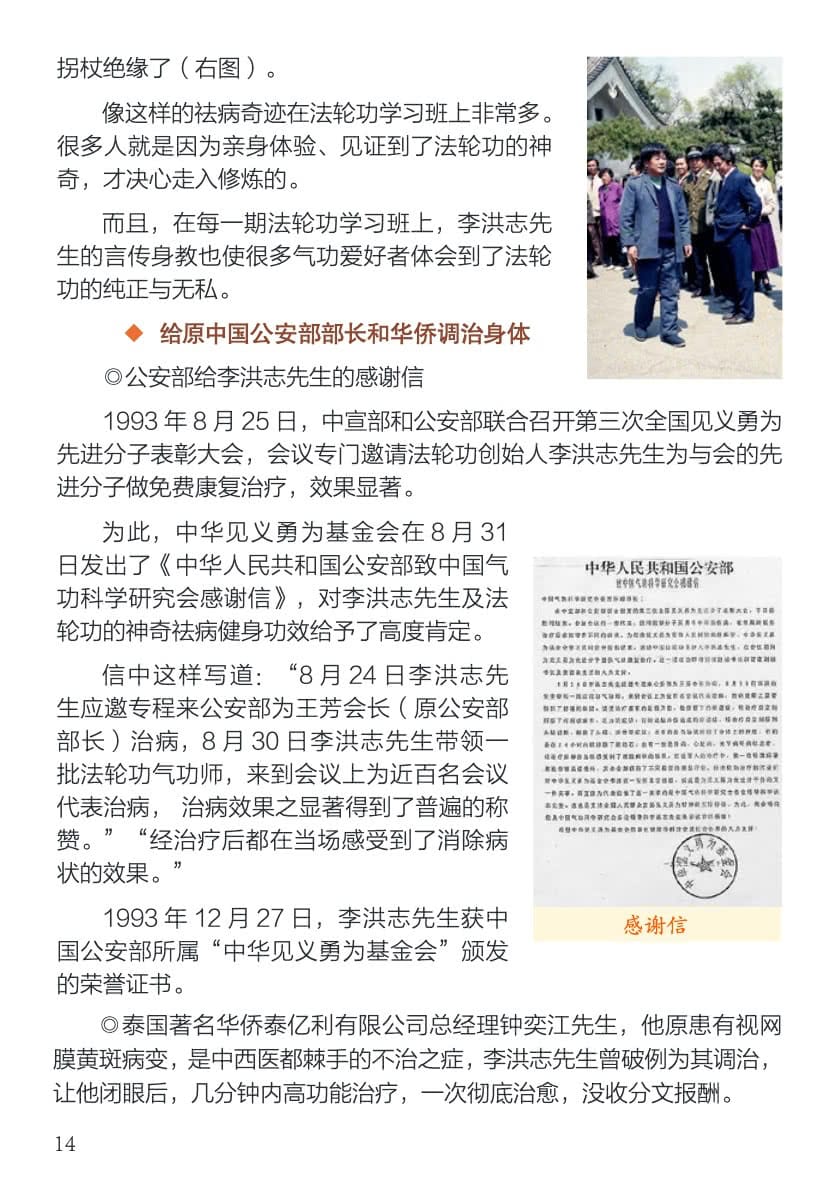 拐杖绝缘了（右图）。
像这样的祛病奇迹在法轮功学习班上非常多。
很多人就是因为亲身体验、见证到了法轮功的神
奇，才决心走入修炼的。
而且，在每一期法轮功学习班上，李洪志先
生的言传身教也使很多气功爱好者体会到了法轮
功的纯正与无私。
◆ 给原中国公安部部长和华侨调治身体
◎公安部给李洪志先生的感谢信
1993 年 8 月 25 日，中宣部和公安部联合召开第三次全国见义勇为
先进分子表彰大会，会议专门邀请法轮功创始人李洪志先生为与会的先
进分子做免费康复治疗，效果显著。
为此，中华见义勇为基金会在 8 月 31
日发出了《中华人民共和国公安部致中国气
功科学研究会感谢信》，对李洪志先生及法
轮功的神奇祛病健身功效给予了高度肯定。
信中这样写道：“8 月 24 日李洪志先
生应邀专程来公安部为王芳会长（原公安部
部长）治病，8 月 30 日李洪志先生带领一
批法轮功气功师，来到会议上为近百名会议
代表治病， 治病效果之显著得到了普遍的称
赞。”“经治疗后都在当场感受到了消除病
状的效果。”
1993 年 12 月 27 日，李洪志先生获中
国公安部所属“中华见义勇为基金会”颁发
的荣誉证书。
中华人民共和国公安部
致中国气功科学研究会感谢信
中华见义勇为基金会
感谢信
◎泰国著名华侨泰亿利有限公司总经理钟奕江先生，他原患有视网
膜黄斑病变，是中西医都棘手的不治之症，李洪志先生曾破例为其调治，
让他闭眼后，几分钟内高功能治疗，一次彻底治愈，没收分文报酬。
14